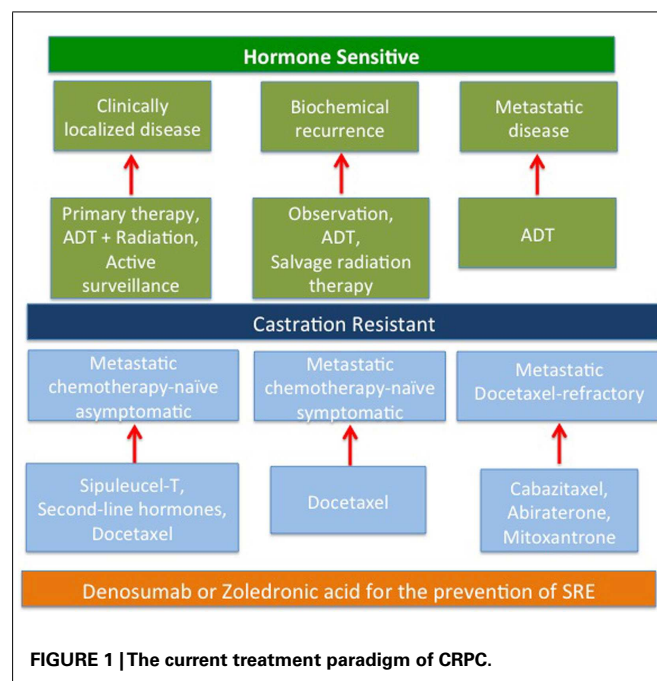 Hormone Sensitive
Clinically
localized disease
Biochemical
recurrence
Metastatic
disease
Primary therapy,
ADT + Radiation,
Active
surveillance
Observation,
ADT,
Salvage radiation
therapy
ADT
Castration Resistant
Metastatic
chemotherapy-naïve
asymptomatic
Metastatic
chemotherapy-naïve
symptomatic
Metastatic
Docetaxel-refractory
Sipuleucel-T,
Second-line hormones,
Docetaxel
Docetaxel
Cabazitaxel,
Abiraterone,
Mitoxantrone
Denosumab or Zoledronic acid for the prevention of SRE
FIGURE 1 | The current treatment paradigm of CRPC.